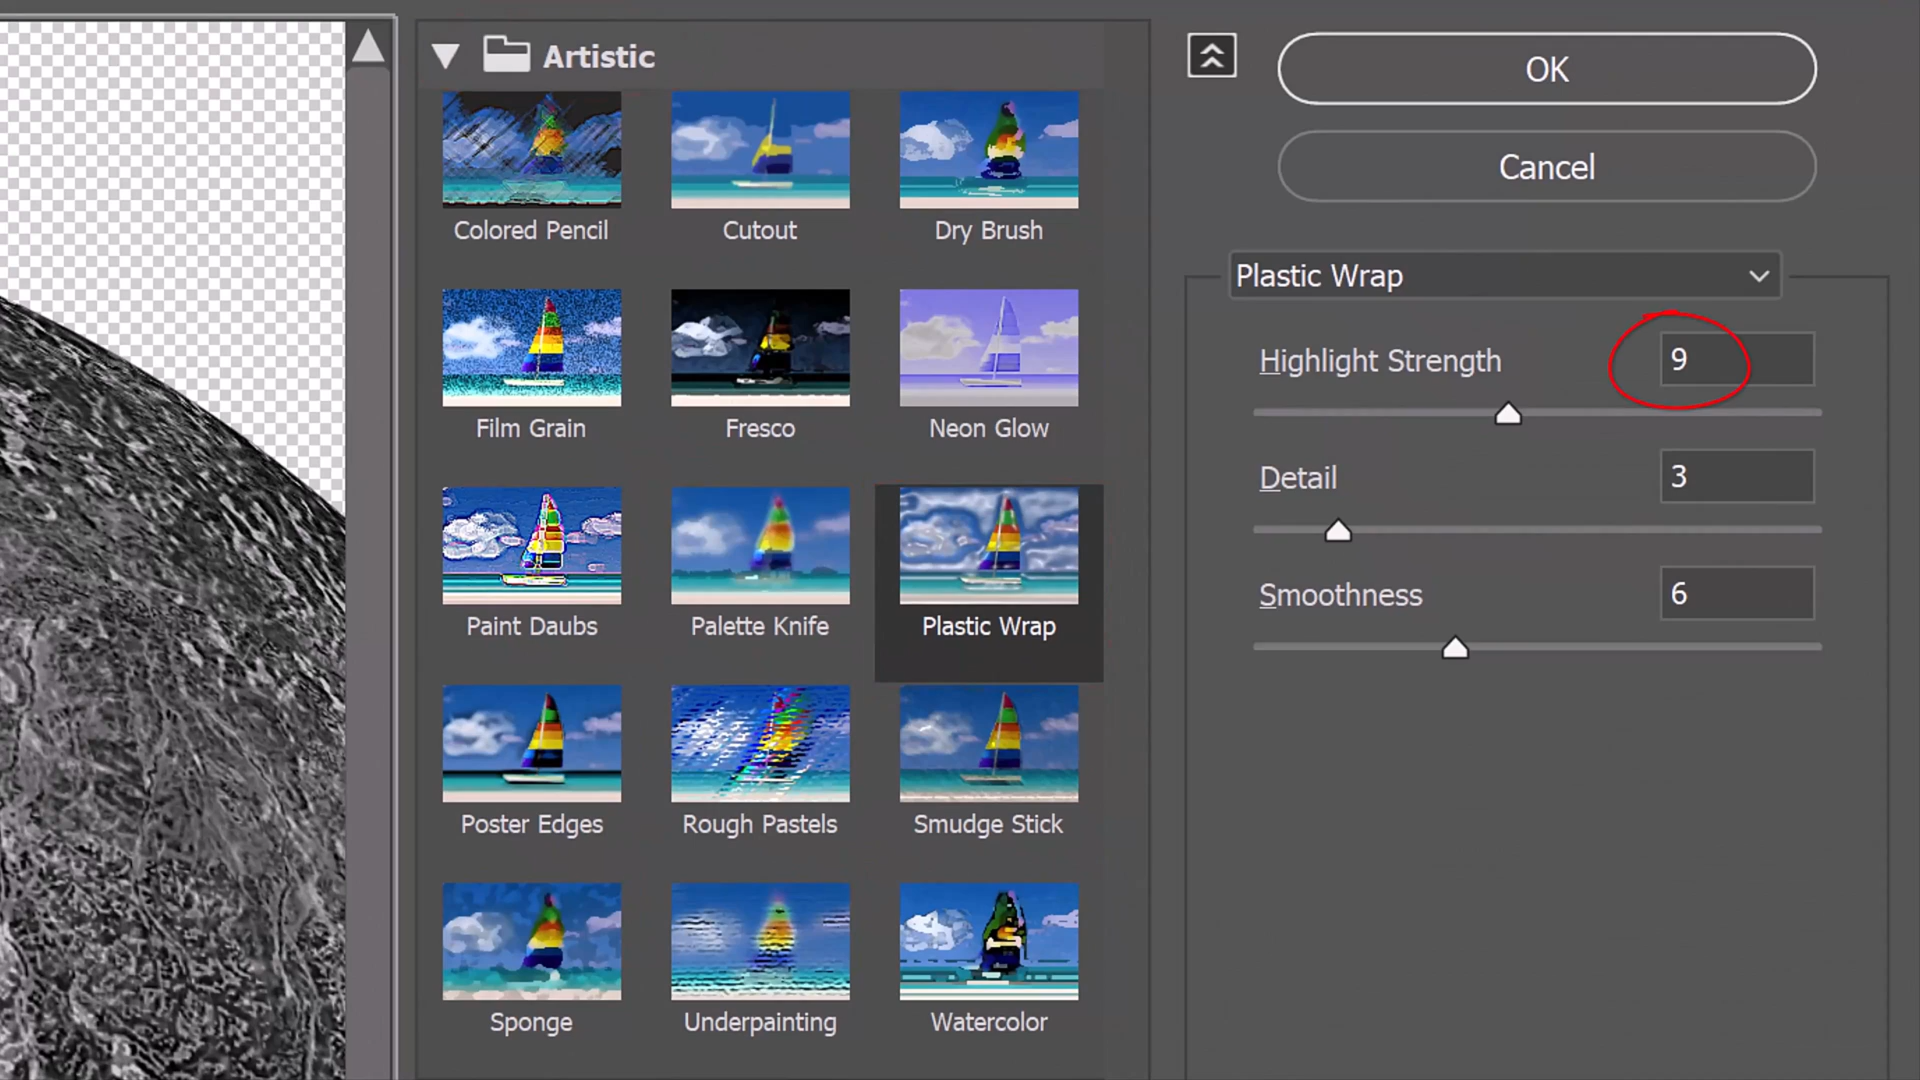 Artistic
Colored Pencil
Cutout
Dry Brush
Film Grain
Fresco
Neon Glow
Paint Daubs
Palette Knife
Plastic Wrap
Poster Edges
Rough Pastels
Smudge Stick
Sponge
Underpainting
Watercolor
OK
Cancel
Plastic Wrap
Highlight Strength 9
Detail 3
Smoothness 6